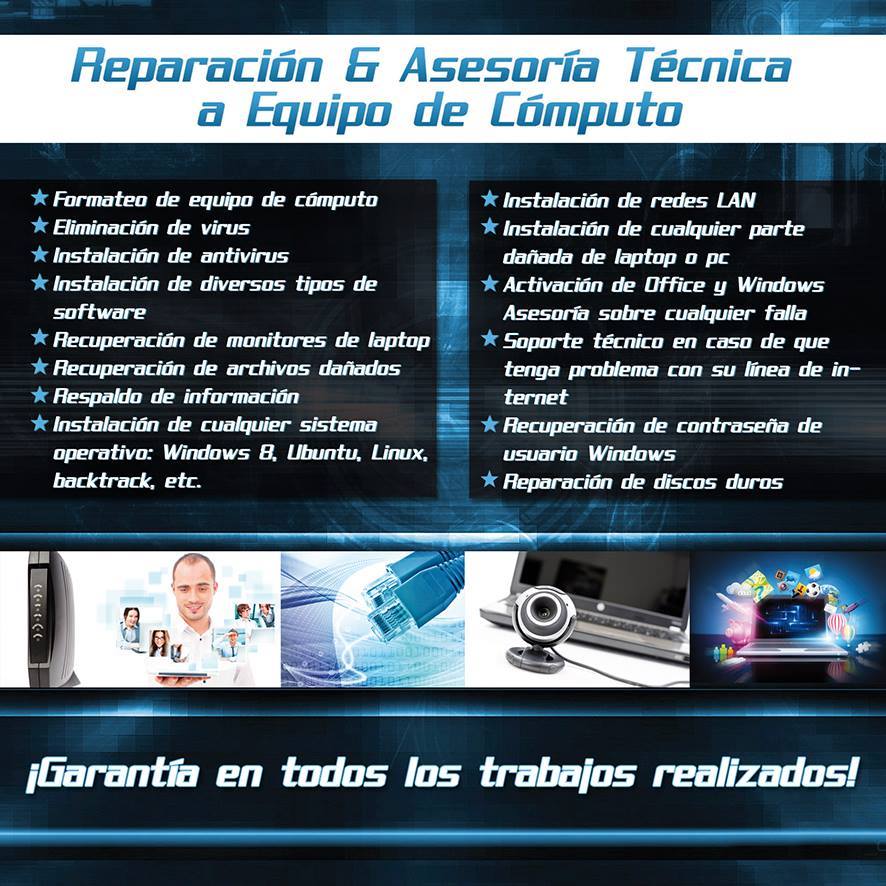 Reparación & Asesoría Técnica
a Equipo de Cómputo
Formateo de equipo de cómputo
Eliminación de virus
Instalación de antivirus
Instalación de diversos tipos de
software
Recuperación de monitores de laptop
Recuperación de archivos dañados
Respaldo de información
Instalación de cualquier sistema
operativo: Windows 8, Ubuntu, Linux,
backtrack, etc.
Instalación de redes LAN
Instalación de cualquier parte
dañada de laptop o pc
Activación de Office y Windows
Asesoría sobre cualquier falla
Soporte técnico en caso de que
tenga problema con su línea de in-
ternet
Recuperación de contraseña de
usuario Windows
Reparación de discos duros
¡Garantía en todos los trabajos realizados!